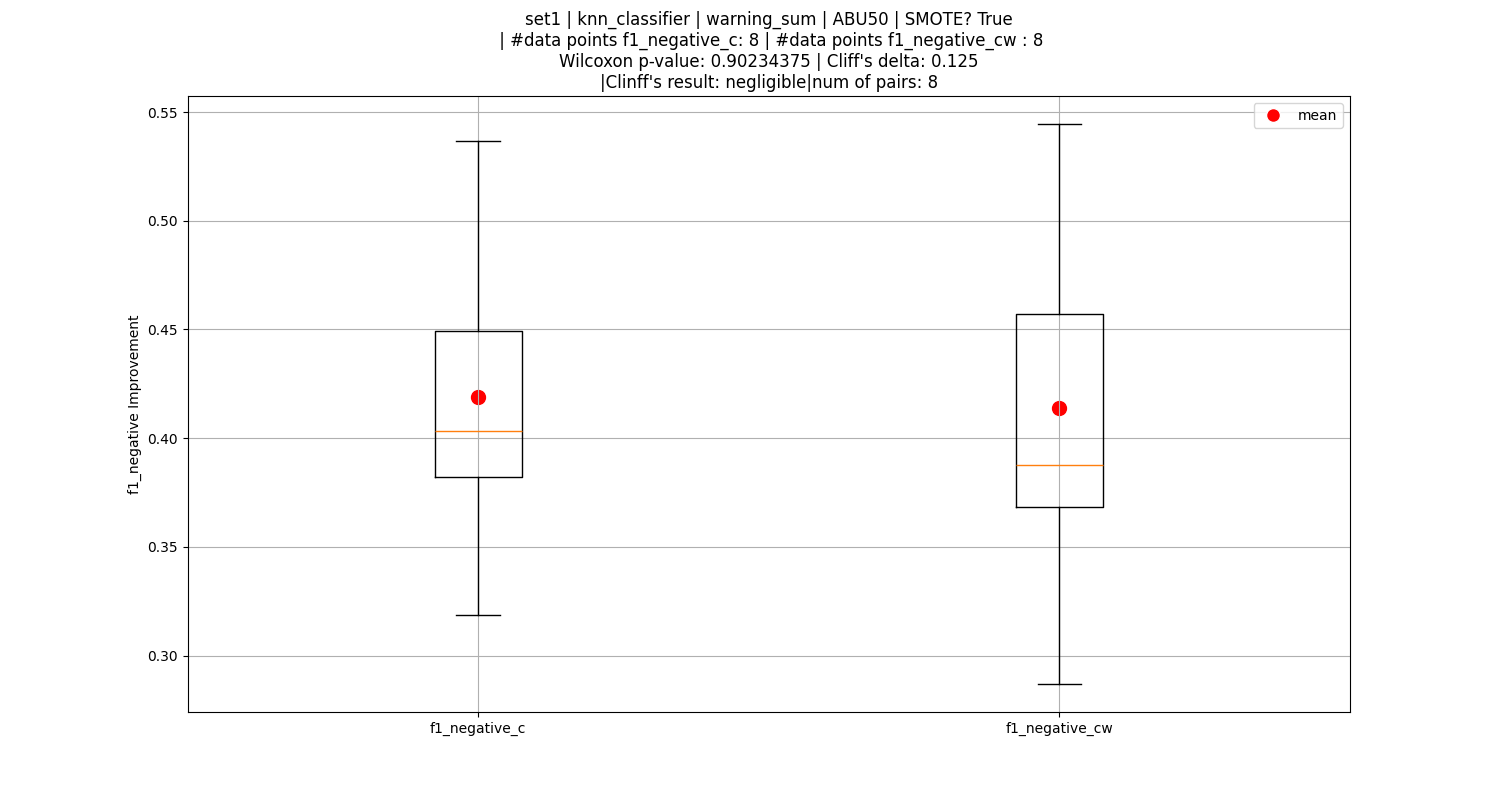 set1 | knn_classifier | warning_sum | ABU50 | SMOTE? True
| #data points f1_negative_c: 8 | #data points f1_negative_cw : 8
Wilcoxon p-value: 0.90234375 | Cliff's delta: 0.125
|Clinff's result: negligible|num of pairs: 8
mean
0.55
0.50
0.45
0.40
0.35
0.30
f1_negative Improvement
f1_negative_c
f1_negative_cw